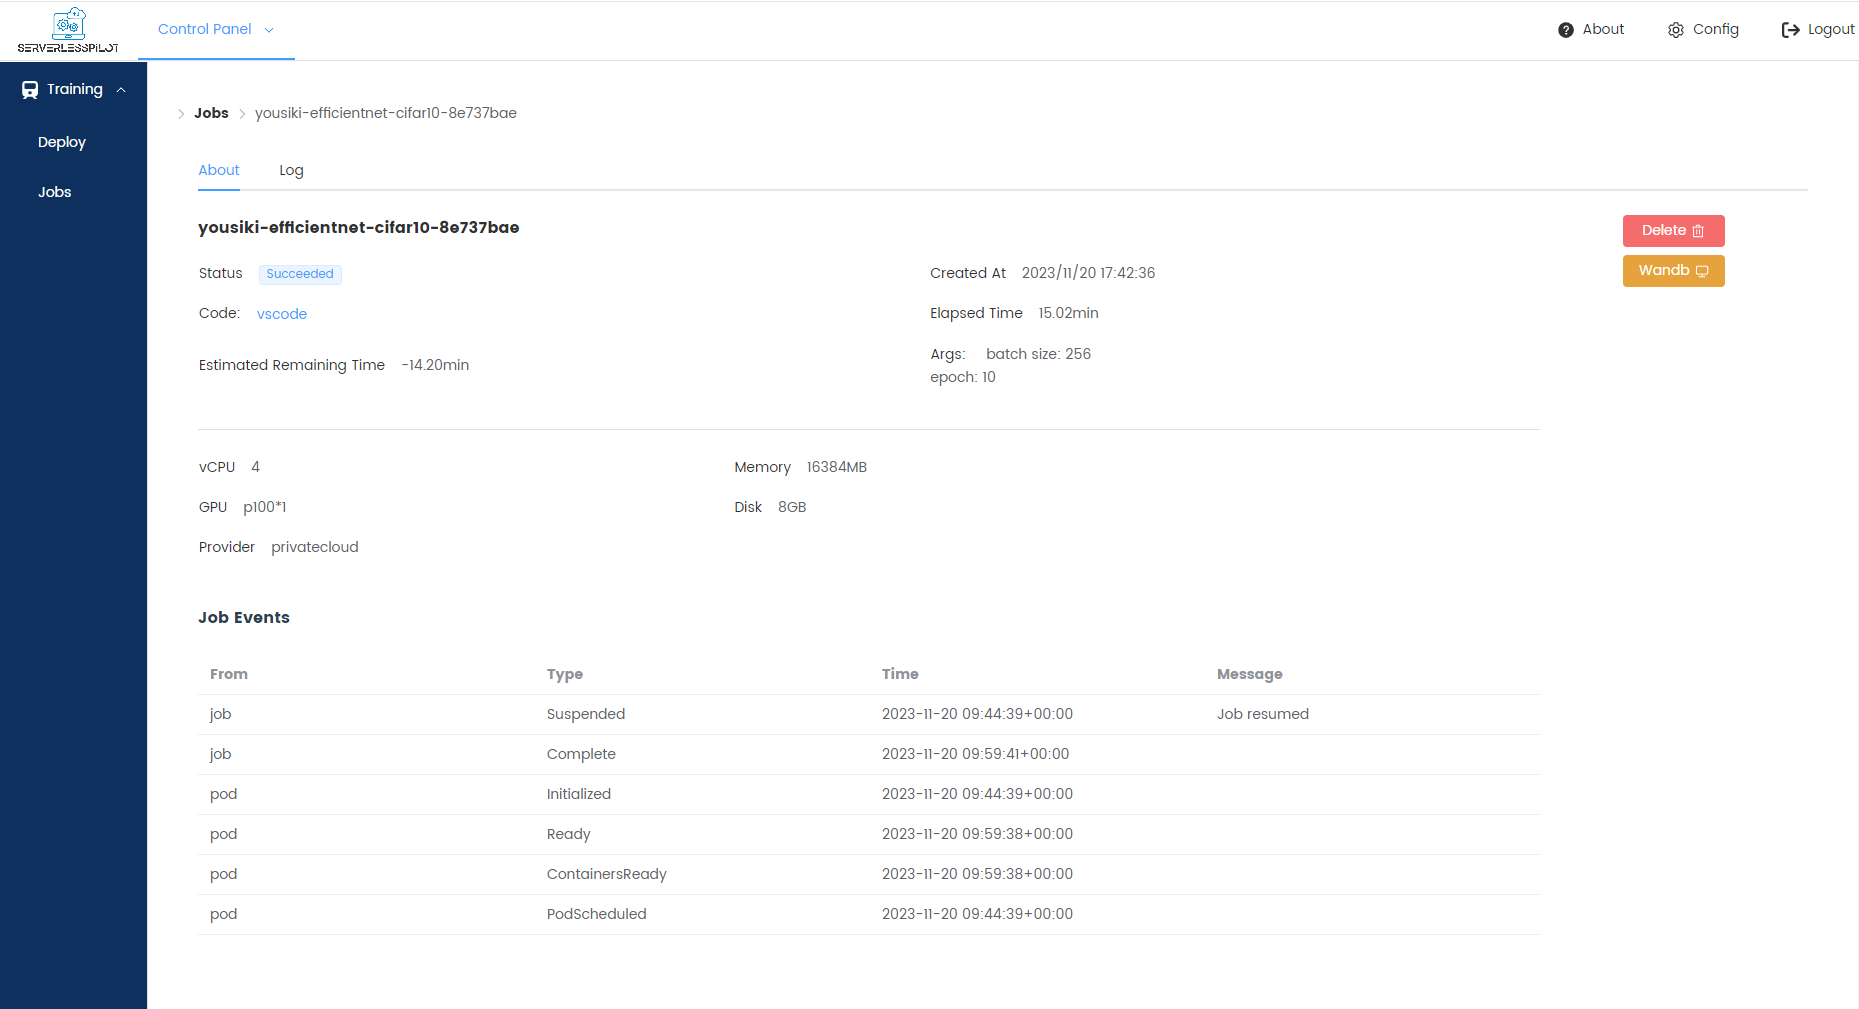 SERVERLESSPILOT
Control Panel
About
Config
Logout
Training
Deploy
Jobs
Jobs
yousiki-efficientnet-cifar10-8e737bae
About
Log
yousiki-efficientnet-cifar10-8e737bae
Delete
Wandb
Status Succeeded
Created At 2023/11/20 17:42:36
Code: vscode
Elapsed Time 15.02min
Estimated Remaining Time -14.20min
Args: batch size: 256
epoch: 10
vCPU 4
Memory 16384MB
GPU p100*1
Disk 8GB
Provider privatecloud
Job Events
From Type Time Message
job Suspended 2023-11-20 09:44:39+00:00 Job resumed
job Complete 2023-11-20 09:59:41+00:00
pod Initialized 2023-11-20 09:44:39+00:00
pod Ready 2023-11-20 09:59:38+00:00
pod ContainersReady 2023-11-20 09:59:38+00:00
pod PodScheduled 2023-11-20 09:44:39+00:00